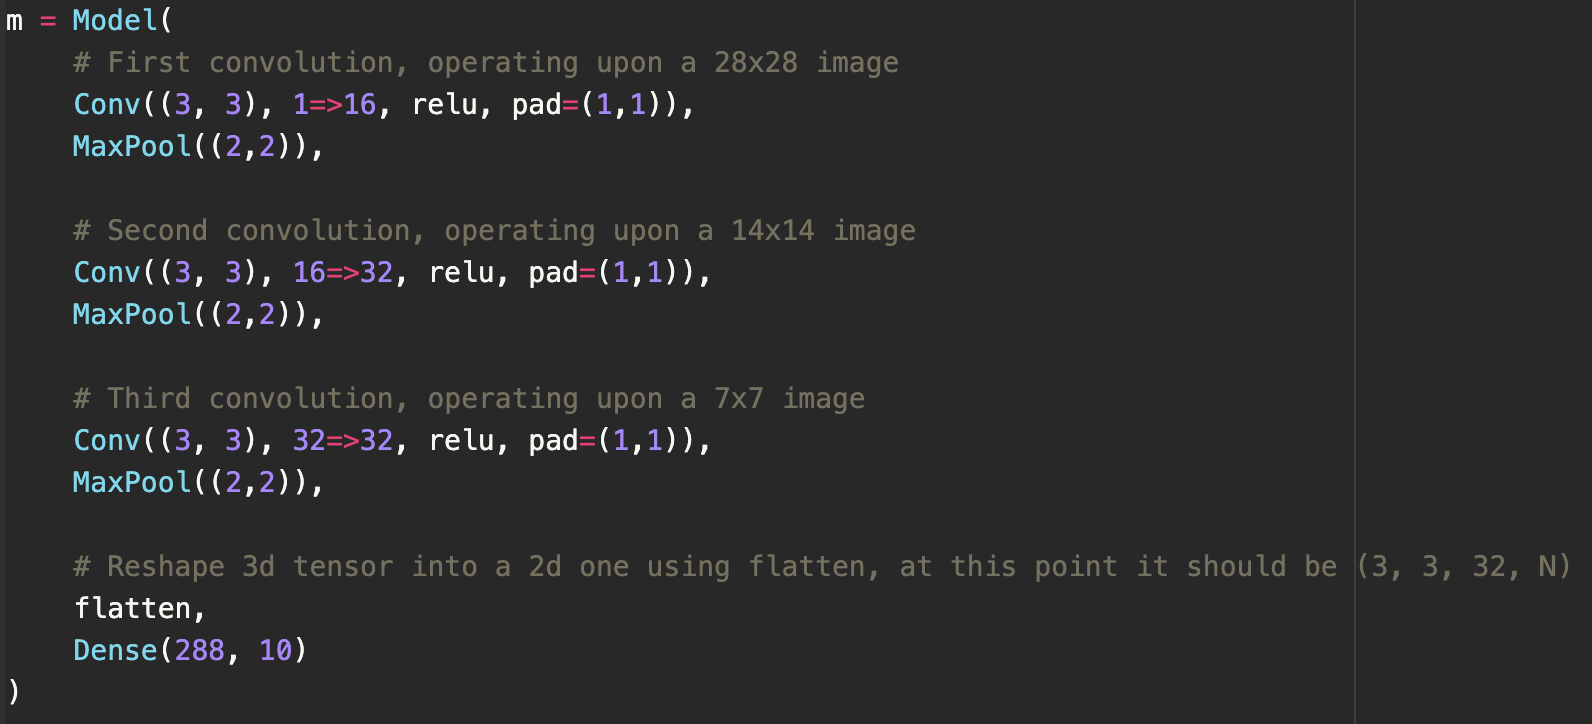 m = Model(
    # First convolution, operating upon a 28x28 image
    Conv((3, 3), 1=>16, relu, pad=(1,1)),
    MaxPool((2,2)),

    # Second convolution, operating upon a 14x14 image
    Conv((3, 3), 16=>32, relu, pad=(1,1)),
    MaxPool((2,2)),

    # Third convolution, operating upon a 7x7 image
    Conv((3, 3), 32=>32, relu, pad=(1,1)),
    MaxPool((2,2)),

    # Reshape 3d tensor into a 2d one using flatten, at this point it should be (3, 3, 32, N)
    flatten,
    Dense(288, 10)
)